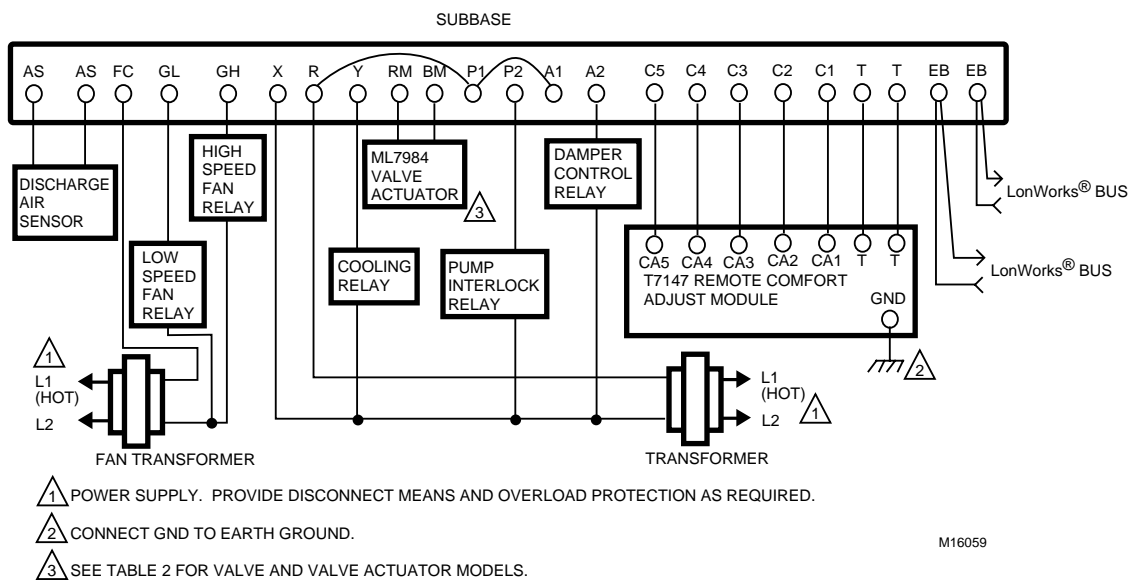 SUBBASE
AS AS FC GL GH X R Y RM BM P1 P2 A1 A2 C5 C4 C3 C2 C1 T T EB EB
DISCHARGE
AIR
SENSOR
HIGH
SPEED
FAN
RELAY
ML7984
VALVE
ACTUATOR
3
DAMPER
CONTROL
RELAY
LonWorks® BUS
LOW
SPEED
FAN
RELAY
COOLING
RELAY
PUMP
INTERLOCK
RELAY
CA5 CA4 CA3 CA2 CA1 T T
T7147 REMOTE COMFORT
ADJUST MODULE
GND
LonWorks® BUS
2
1
L1
(HOT)
L2
FAN TRANSFORMER
L1
(HOT)
L2
1
TRANSFORMER
1 POWER SUPPLY. PROVIDE DISCONNECT MEANS AND OVERLOAD PROTECTION AS REQUIRED.
2 CONNECT GND TO EARTH GROUND.
3 SEE TABLE 2 FOR VALVE AND VALVE ACTUATOR MODELS.
M16059